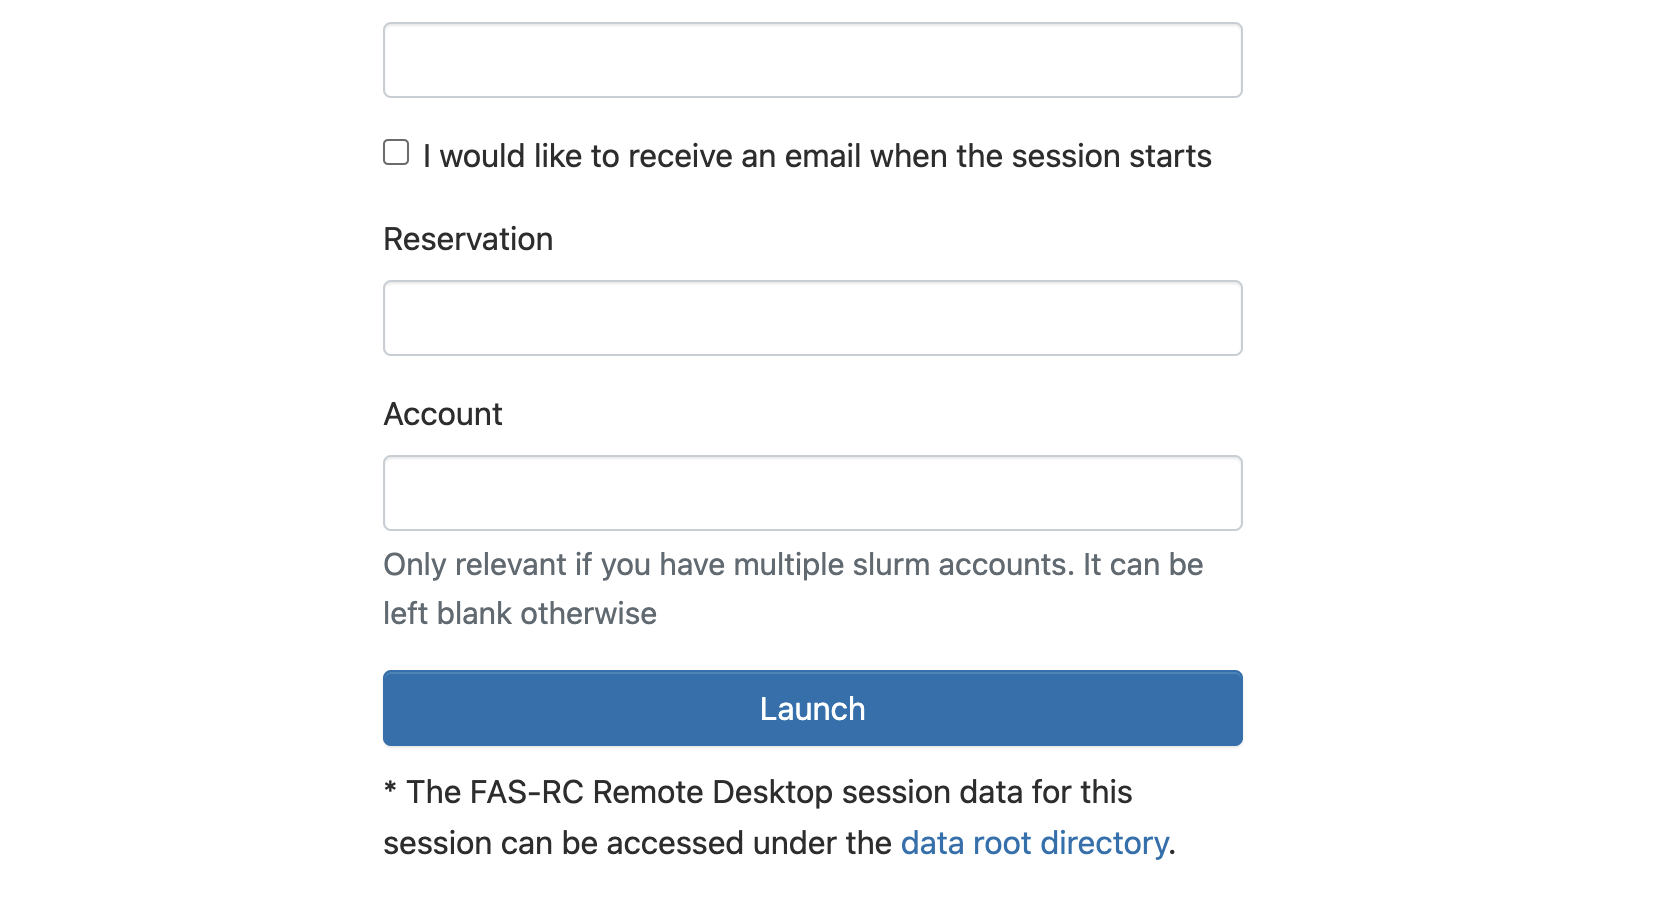 I would like to receive an email when the session starts
Reservation
Account
Only relevant if you have multiple slurm accounts. It can be
left blank otherwise
Launch
* The FAS-RC Remote Desktop session data for this
session can be accessed under the data root directory.